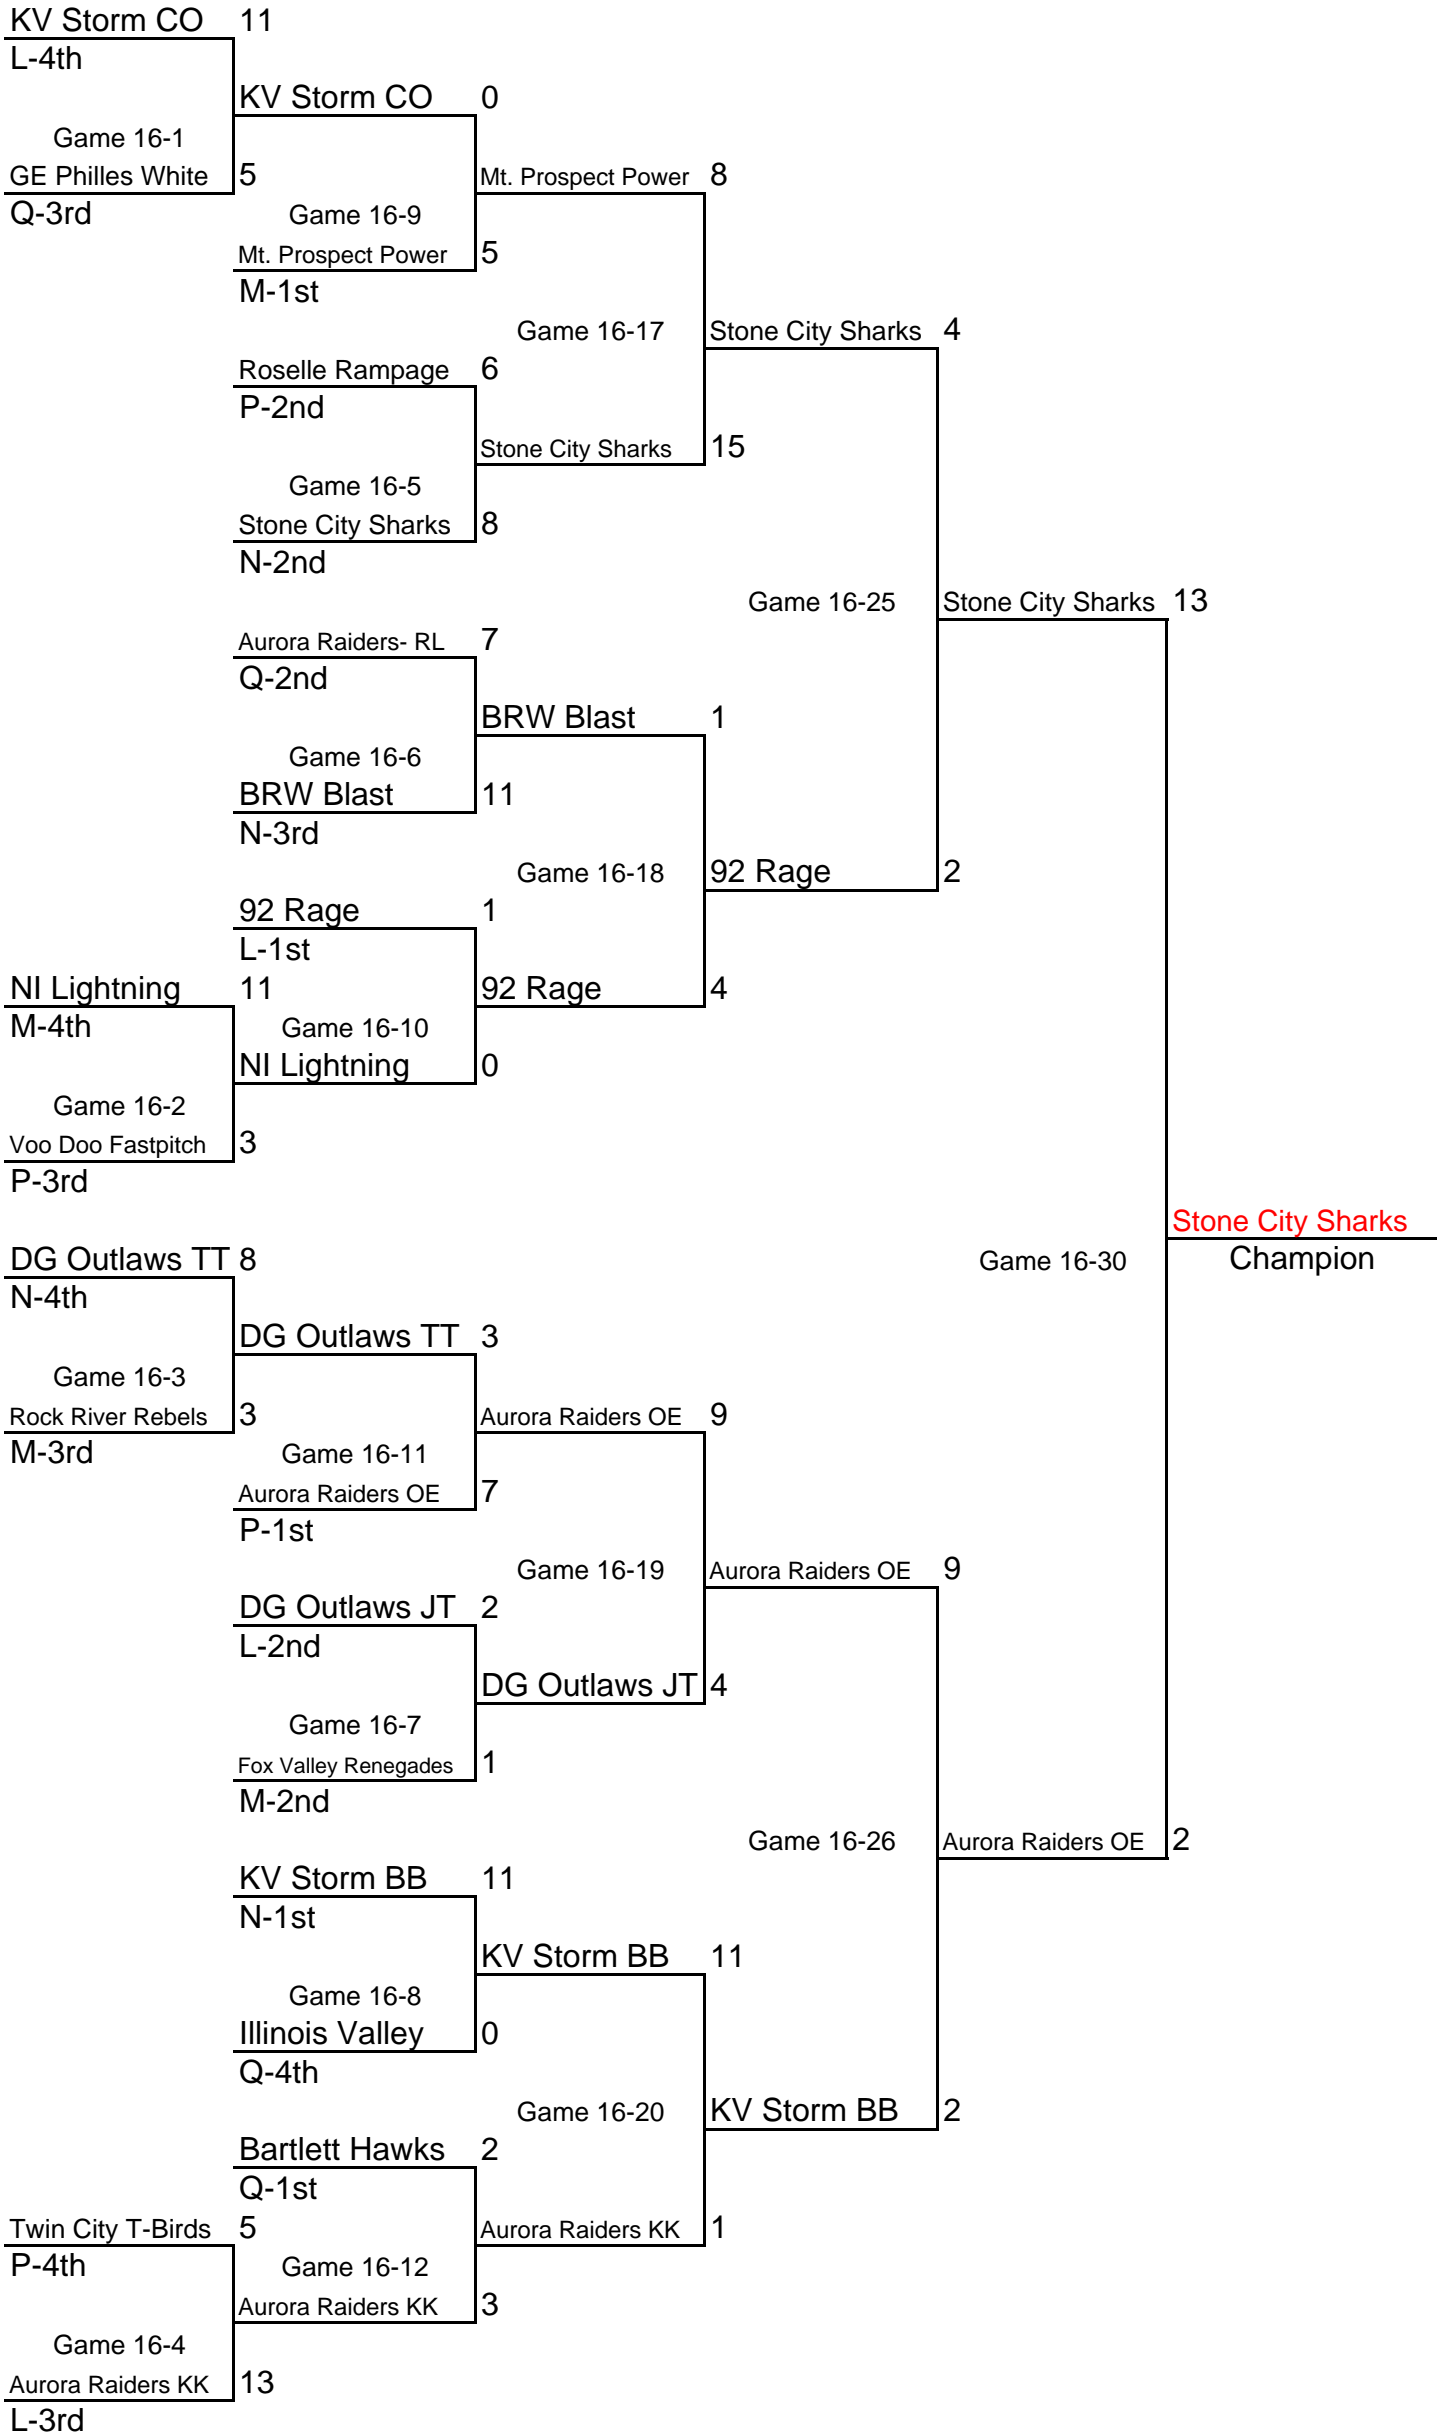 KV Storm CO 11
L-4th
KV Storm CO 0
Game 16-1
GE Philles White 5 Mt. Prospect Power 8
Q-3rd Game 16-9
Mt. Prospect Power 5
M-1st
Game 16-17 Stone City Sharks 4
Roselle Rampage 6
P-2nd
Stone City Sharks 15
Game 16-5
Stone City Sharks 8
N-2nd
Game 16-25 Stone City Sharks 13
Aurora Raiders- RL 7
Q-2nd
BRW Blast 1
Game 16-6
BRW Blast 11
N-3rd
Game 16-18 92 Rage 2
92 Rage 1
L-1st
NI Lightning 11 92 Rage 4
M-4th Game 16-10
NI Lightning 0
Game 16-2
Voo Doo Fastpitch 3
P-3rd
Stone City Sharks
DG Outlaws TT 8 Game 16-30 Champion
N-4th
DG Outlaws TT 3
Game 16-3
Rock River Rebels 3 Aurora Raiders OE 9
M-3rd Game 16-11
Aurora Raiders OE 7
P-1st
Game 16-19 Aurora Raiders OE 9
DG Outlaws JT 2
L-2nd
DG Outlaws JT 4
Game 16-7
Fox Valley Renegades 1
M-2nd
Game 16-26 Aurora Raiders OE 2
KV Storm BB 11
N-1st
KV Storm BB 11
Game 16-8
Illinois Valley 0
Q-4th
Game 16-20 KV Storm BB 2
Bartlett Hawks 2
Q-1st
Twin City T-Birds 5 Aurora Raiders KK 1
P-4th Game 16-12
Aurora Raiders KK 3
Game 16-4
Aurora Raiders KK 13
L-3rd